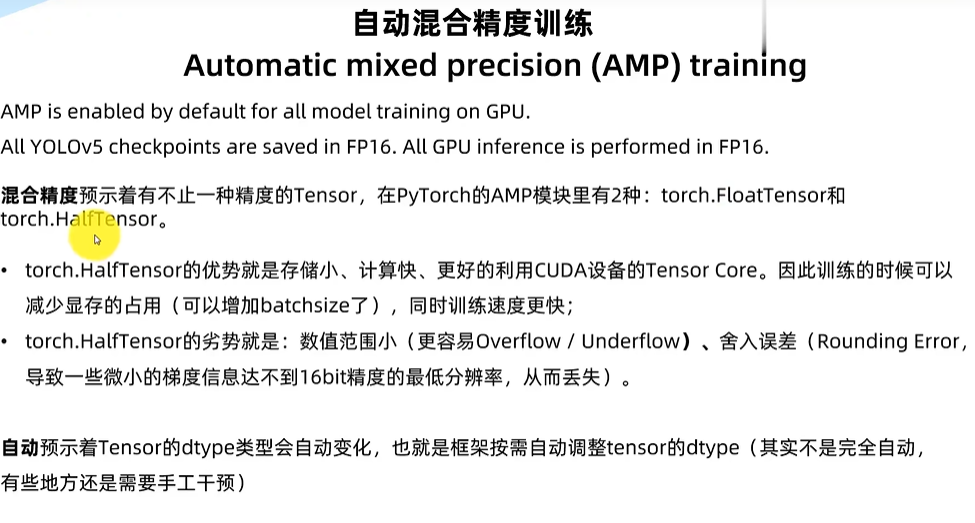 自动混合精度训练
Automatic mixed precision (AMP) training
AMP is enabled by default for all model training on GPU.
All YOLOv5 checkpoints are saved in FP16. All GPU inference is performed in FP16.
混合精度预示着有不止一种精度的Tensor，在PyTorch的AMP模块里有2种：torch.FloatTensor和
torch.HalfTensor。
• torch.HalfTensor的优势就是存储小、计算快、更好的利用CUDA设备的Tensor Core。因此训练的时候可以
减少显存的占用（可以增加batchsize了），同时训练速度更快；
• torch.HalfTensor的劣势就是：数值范围小（更容易Overflow / Underflow）、舍入误差（Rounding Error，
导致一些微小的梯度信息达不到16bit精度的最低分辨率，从而丢失）。
自动预示着Tensor的dtype类型会自动变化，也就是框架按需自动调整tensor的dtype（其实不是完全自动，
有些地方还是需要手工干预）